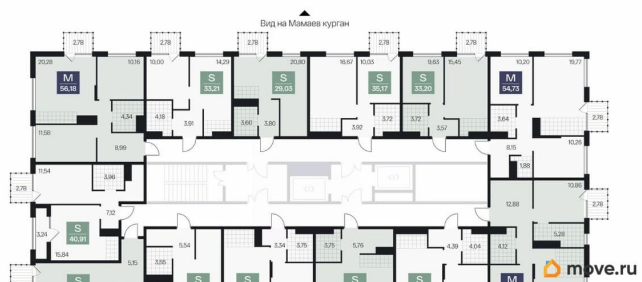 Вид на Мамаев курган
2,78 2,78 2,78 2,78 2,78
20,28 10,16 10,00 14,29 20,80 16,67 10,03 9,63 15,45 10,20 19,77
M 56,18 S 33,21 S 29,03 S 35,17 S 33,20 M 54,73
4,34 4,18 3,91 3,60 3,80 3,92 3,72 3,72 3,57 3,64 2,78
11,58 8,99 8,15 1,88 10,26
11,54 3,96 10,86
2,78 12,88 2,78
3,24 S 40,91 7,12 5,28
15,84 5,15 5,54 3,34 3,75 3,75 5,76 4,39 4,04 4,12
S S S S M
move.ru